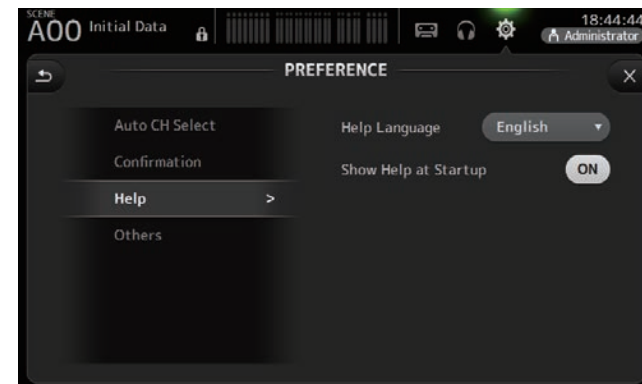 SCENE
A00 Initial Data
18:44:44
Administrator
PREFERENCE
Auto CH Select
Confirmation
Help >
Others
Help Language English
Show Help at Startup ON